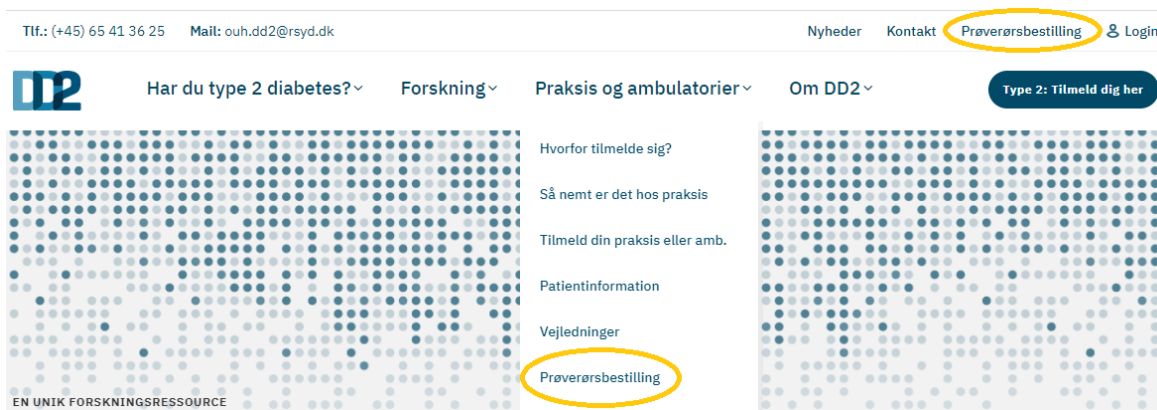 Tlf.: (+45) 65 41 36 25 Mail: ouh.dd2@rsyd.dk Nyheder Kontakt Prøverørsbestilling Login
DD2 Har du type 2 diabetes? Forskning Praksis og ambulatorier Om DD2 Type 2: Tilmeld dig her
Hvorfor tilmelde sig?
Så nemt er det hos praksis
Tilmeld din praksis eller amb.
Patientinformation
Vejledninger
Prøverørsbestilling
EN UNIK FORSKNINGSRESSOURCE